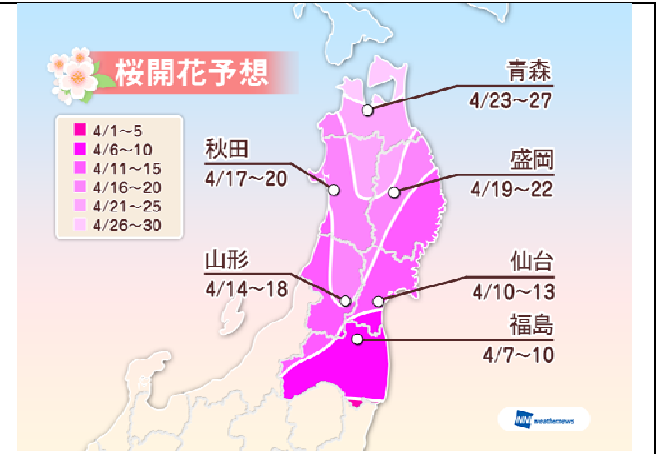 桜開花予想
4/1～5
4/6～10
4/11～15
4/16～20
4/21～25
4/26～30
青森
4/23～27
秋田
4/17～20
盛岡
4/19～22
山形
4/14～18
仙台
4/10～13
福島
4/7～10
WNI weathernews